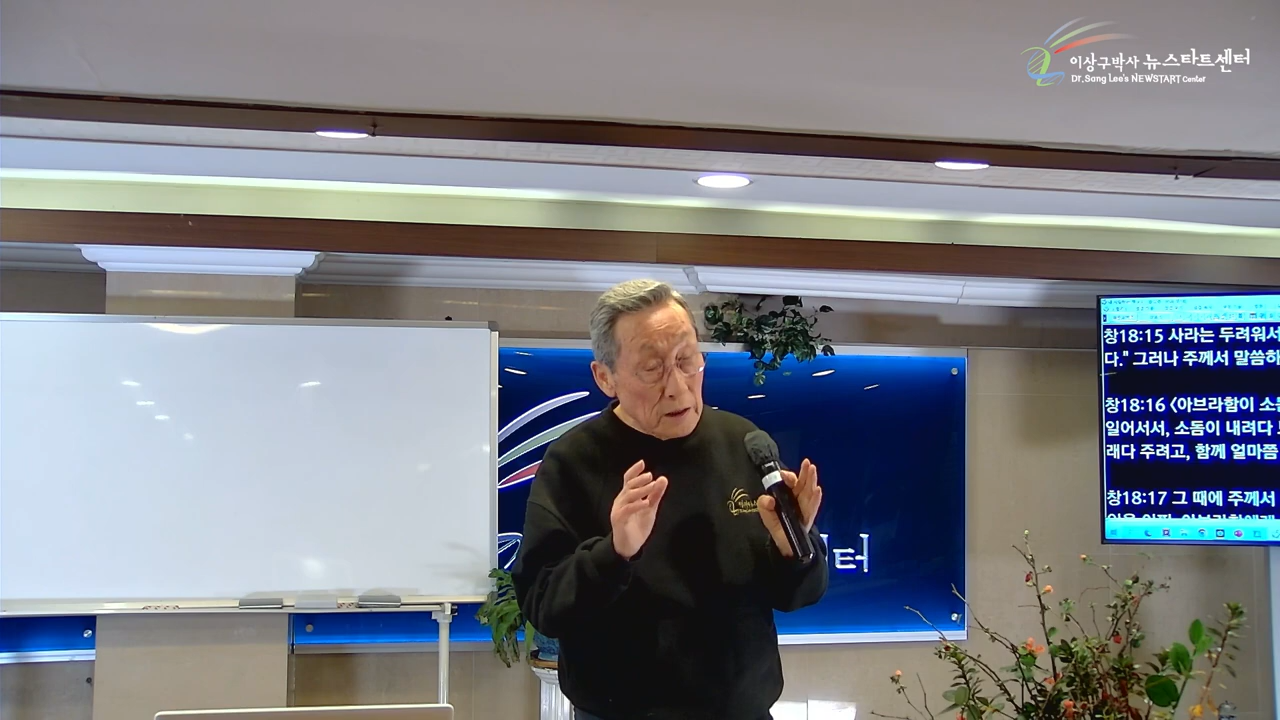 이상구박사 뉴스타트센터
Dr. Sang Lee's NEWSTART Center
창18:15 사라는 두려워서
다." 그러나 주께서 말씀하
창18:16 <아브라함이 소돔
일어서서, 소돔이 내려다
래다 주려고, 함께 얼마쯤
창18:17 그 때에 주께서
터